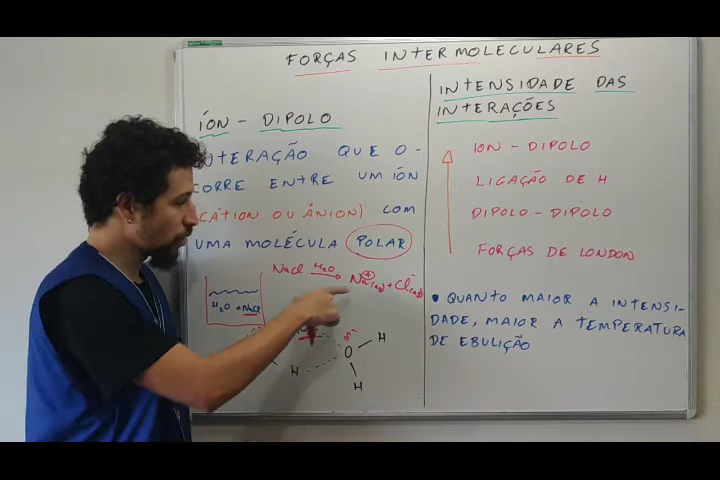 FORÇAS INTERMOLECULARES
ÍON - DIPOLO
INTERAÇÃO QUE O-
CORRE ENTRE UM ÍON
(CÁTION OU ÂNION) COM
UMA MOLÉCULA POLAR
NaCl H₂O → Na⁺(aq) + Cl⁻(aq)
H₂O + NaCl
δ⁻
O H
H
H
INTENSIDADE DAS
INTERAÇÕES
ION - DIPOLO
LIGAÇÃO DE H
DIPOLO - DIPOLO
FORÇAS DE LONDON
• QUANTO MAIOR A INTENSI-
DADE, MAIOR A TEMPERATURA
DE EBULIÇÃO